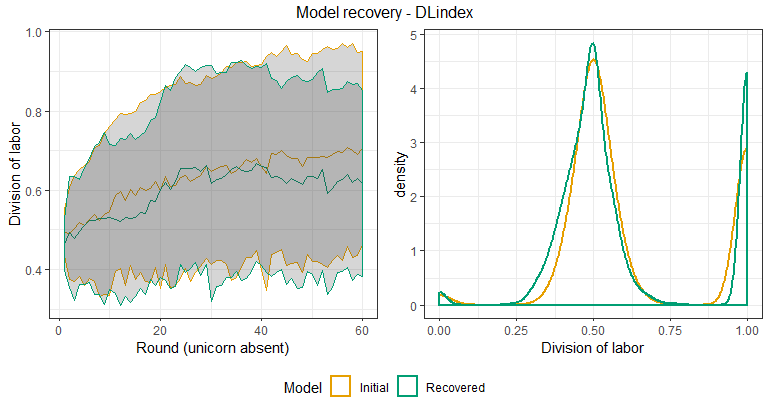 Model recovery - DLindex
Division of labor
1.0
0.8
0.6
0.4
0
20
40
60
Round (unicorn absent)
density
5
4
3
2
1
0
0.00
0.25
0.50
0.75
1.00
Division of labor
Model
Initial
Recovered